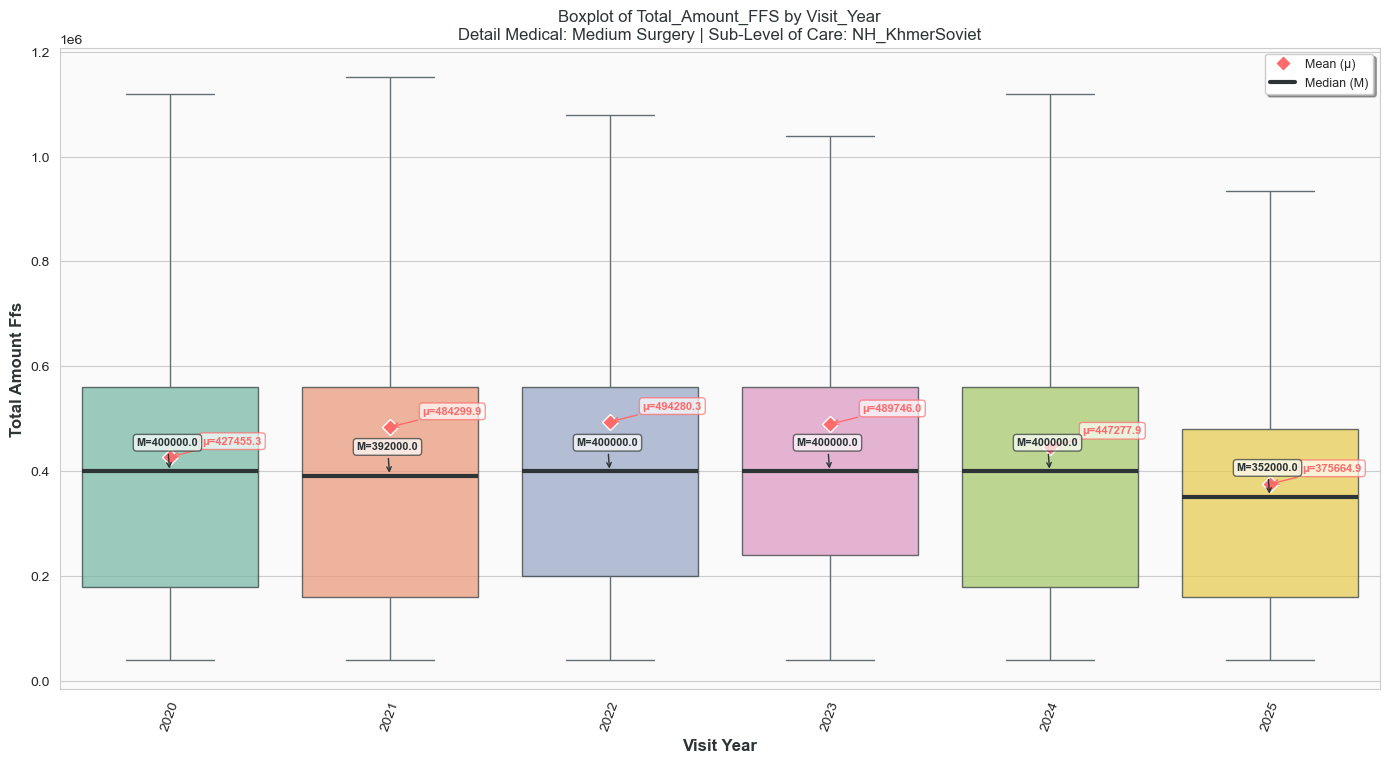 Boxplot of Total_Amount_FFS by Visit_Year
Detail Medical: Medium Surgery | Sub-Level of Care: NH_KhmerSoviet
1e6
1.2
1.0
0.8
0.6
0.4
0.2
0.0
Total Amount Ffs
Mean (μ)
Median (M)
M=400000.0
μ=427455.3
M=392000.0
μ=484299.9
M=400000.0
μ=494280.3
M=400000.0
μ=489746.0
M=400000.0
μ=447277.9
M=352000.0
μ=375664.9
2020
2021
2022
2023
2024
2025
Visit Year